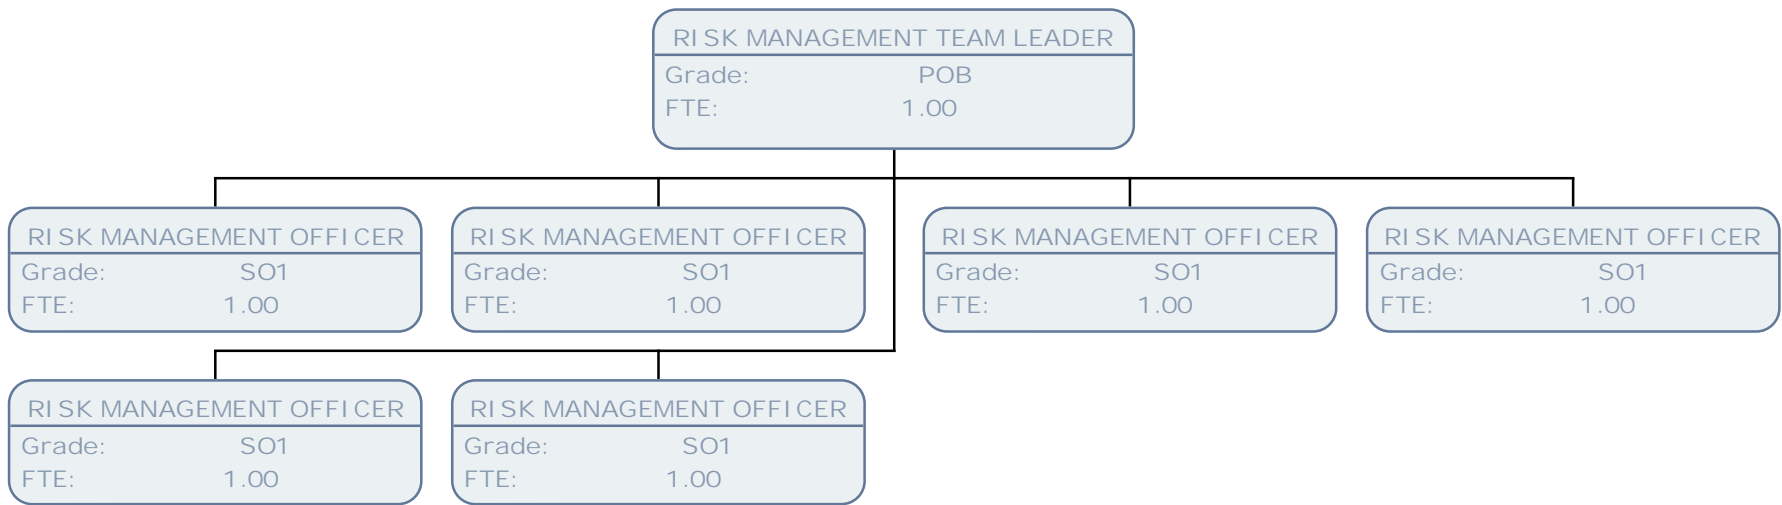 RISK MANAGEMENT TEAM LEADER
Grade: POB
FTE: 1.00
RISK MANAGEMENT OFFICER
Grade: SO1
FTE: 1.00
RISK MANAGEMENT OFFICER
Grade: SO1
FTE: 1.00
RISK MANAGEMENT OFFICER
Grade: SO1
FTE: 1.00
RISK MANAGEMENT OFFICER
Grade: SO1
FTE: 1.00
RISK MANAGEMENT OFFICER
Grade: SO1
FTE: 1.00
RISK MANAGEMENT OFFICER
Grade: SO1
FTE: 1.00